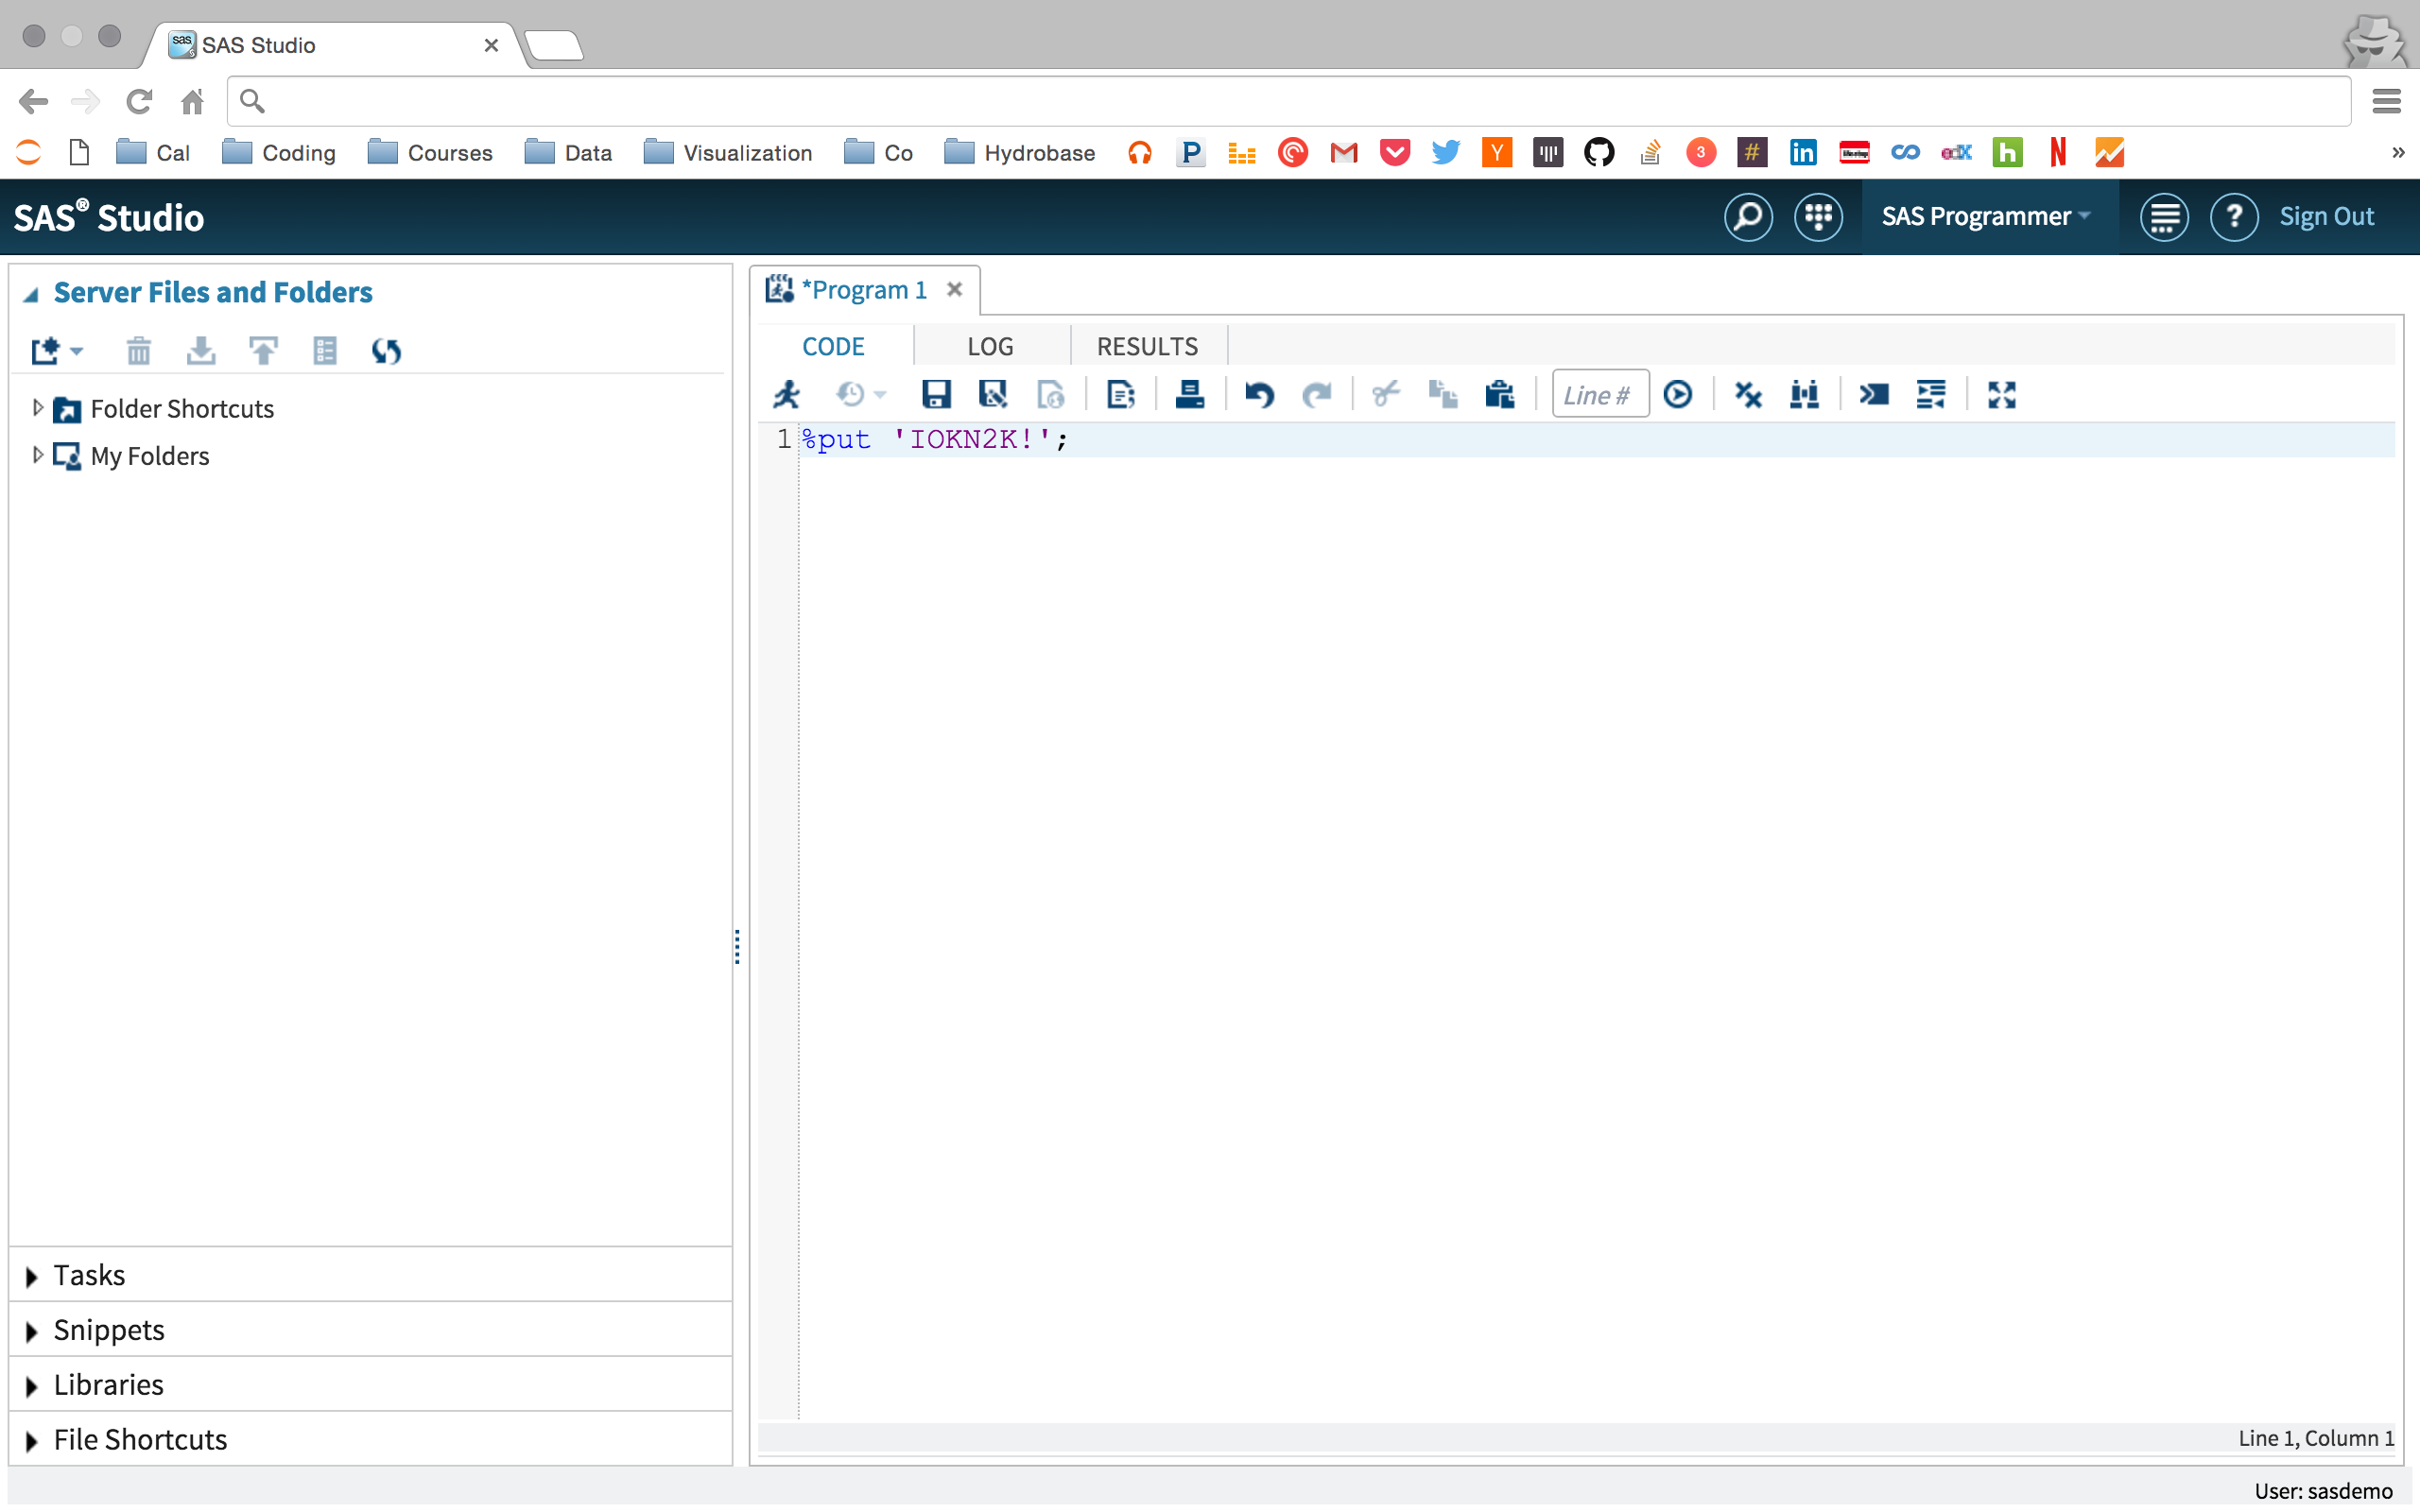 SAS Studio
Cal Coding Courses Data Visualization Co Hydrobase
SAS® Studio
SAS Programmer
Sign Out
Server Files and Folders
Folder Shortcuts
My Folders
Tasks
Snippets
Libraries
File Shortcuts
*Program 1
CODE LOG RESULTS
Line #
1 %put 'IOKN2K!';
Line 1, Column 1
User: sasdemo